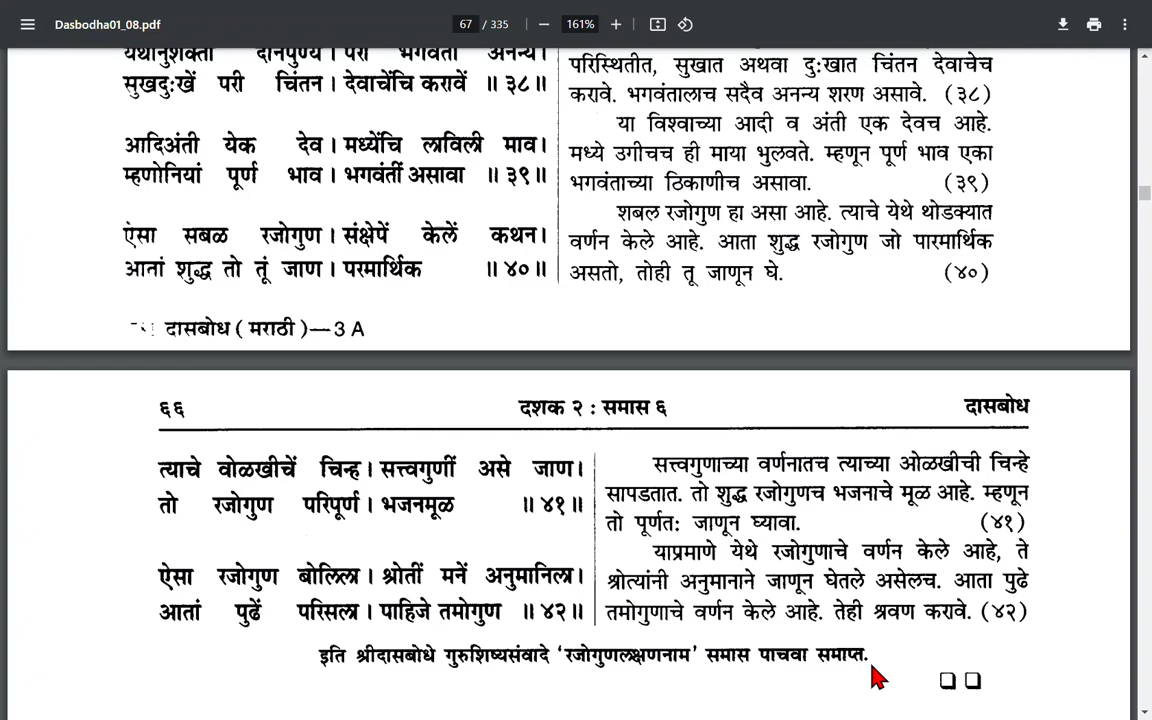 Dasbodha01_08.pdf
67 / 335
161%
यथानुशक्ती दानपुण्य । परी भगवंतीं अनन्य।
सुखदुःखें परी चिंतन । देवाचेंचि करावें ॥ ३८॥
आदिअंती येक देव । मध्येंचि लाविली माव।
म्हणोनियां पूर्ण भाव । भगवंतीं असावा ॥ ३९॥
ऐसा सबळ रजोगुण । संक्षेपें केलें कथन।
आतां शुद्ध तो तूं जाण । परमार्थिक ॥ ४०॥
परिस्थितीत, सुखात अथवा दुःखात चिंतन देवाचेच
करावे. भगवंतालाच सदैव अनन्य शरण असावे. (३८)
या विश्वाच्या आदी व अंती एक देवच आहे.
मध्ये उगीचच ही माया भुलवते. म्हणून पूर्ण भाव एका
भगवंताच्या ठिकाणीच असावा. (३९)
शबल रजोगुण हा असा आहे. त्याचे येथे थोडक्यात
वर्णन केले आहे. आता शुद्ध रजोगुण जो पारमार्थिक
असतो, तोही तू जाणून घे. (४०)
दासबोध ( मराठी )—3 A
६६ दशक २ : समास ६ दासबोध
त्याचे वोळखीचें चिन्ह । सत्त्वगुणीं असे जाण।
तो रजोगुण परिपूर्ण । भजनमूळ ॥ ४१॥
ऐसा रजोगुण बोलिला । श्रोतीं मनें अनुमानिला।
आतां पुढें परिसला । पाहिजे तमोगुण ॥ ४२॥
सत्त्वगुणाच्या वर्णनातच त्याच्या ओळखीची चिन्हे
सापडतात. तो शुद्ध रजोगुणच भजनाचे मूळ आहे. म्हणून
तो पूर्णतः जाणून घ्यावा. (४१)
याप्रमाणे येथे रजोगुणाचे वर्णन केले आहे, ते
श्रोत्यांनी अनुमानाने जाणून घेतले असेलच. आता पुढे
तमोगुणाचे वर्णन केले आहे. तेही श्रवण करावे. (४२)
इति श्रीदासबोधे गुरुशिष्यसंवादे ‘रजोगुणलक्षणनाम’ समास पाचवा समाप्त.